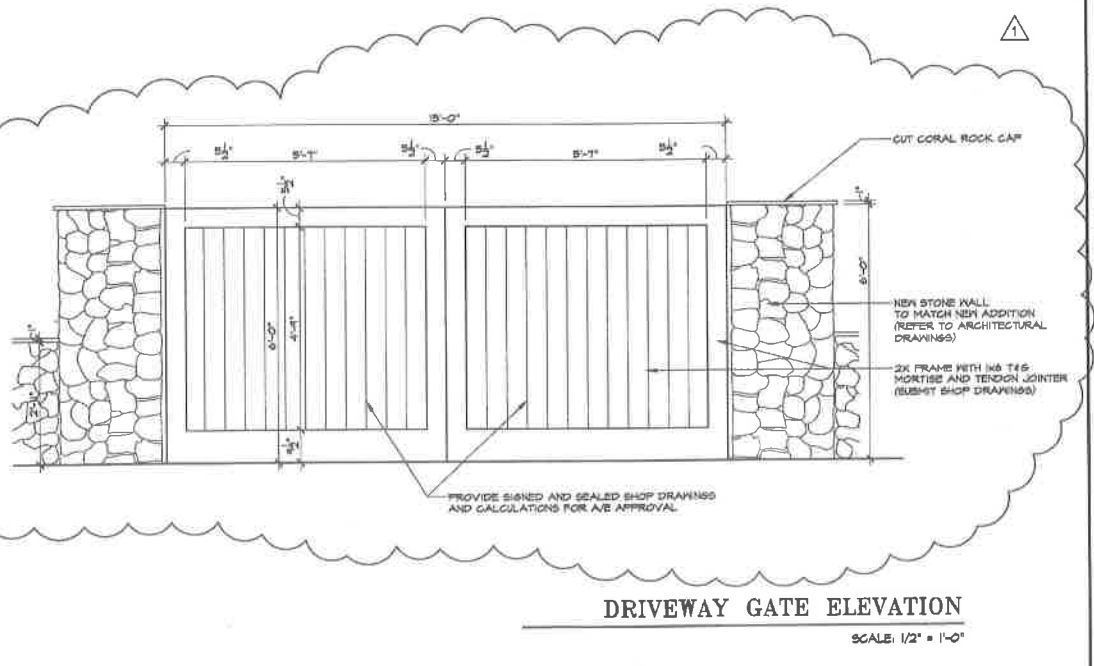 1
13'-0"
5½" 5'-7" 5½" 5½" 5'-7" 5½"
CUT CORAL ROCK CAP
5½"
1"
6'-0"
4'-9"
6'-0"
1"
5½"
NEW STONE WALL
TO MATCH NEW ADDITION
(REFER TO ARCHITECTURAL
DRAWINGS)
2X FRAME WITH 1X6 T&G
MORTISE AND TENDON JOINTER
(SUBMIT SHOP DRAWINGS)
PROVIDE SIGNED AND SEALED SHOP DRAWINGS
AND CALCULATIONS FOR A/E APPROVAL
DRIVEWAY GATE ELEVATION
SCALE: 1/2" = 1'-0"